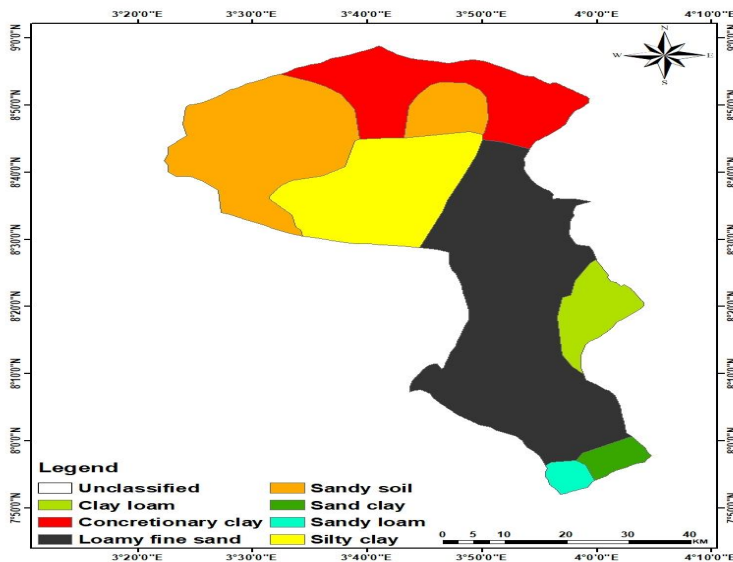 3°20'0"E 3°30'0"E 3°40'0"E 3°50'0"E 4°0'0"E 4°10'0"E
N
W E
S
9°0'0"N
8°50'0"N
8°40'0"N
8°30'0"N
8°20'0"N
8°10'0"N
8°0'0"N
7°50'0"N
Legend
Unclassified Sandy soil
Clay loam Sand clay
Concretionary clay Sandy loam
Loamy fine sand Silty clay
0 5 10 20 30 40
KM
3°20'0"E 3°30'0"E 3°40'0"E 3°50'0"E 4°0'0"E 4°10'0"E